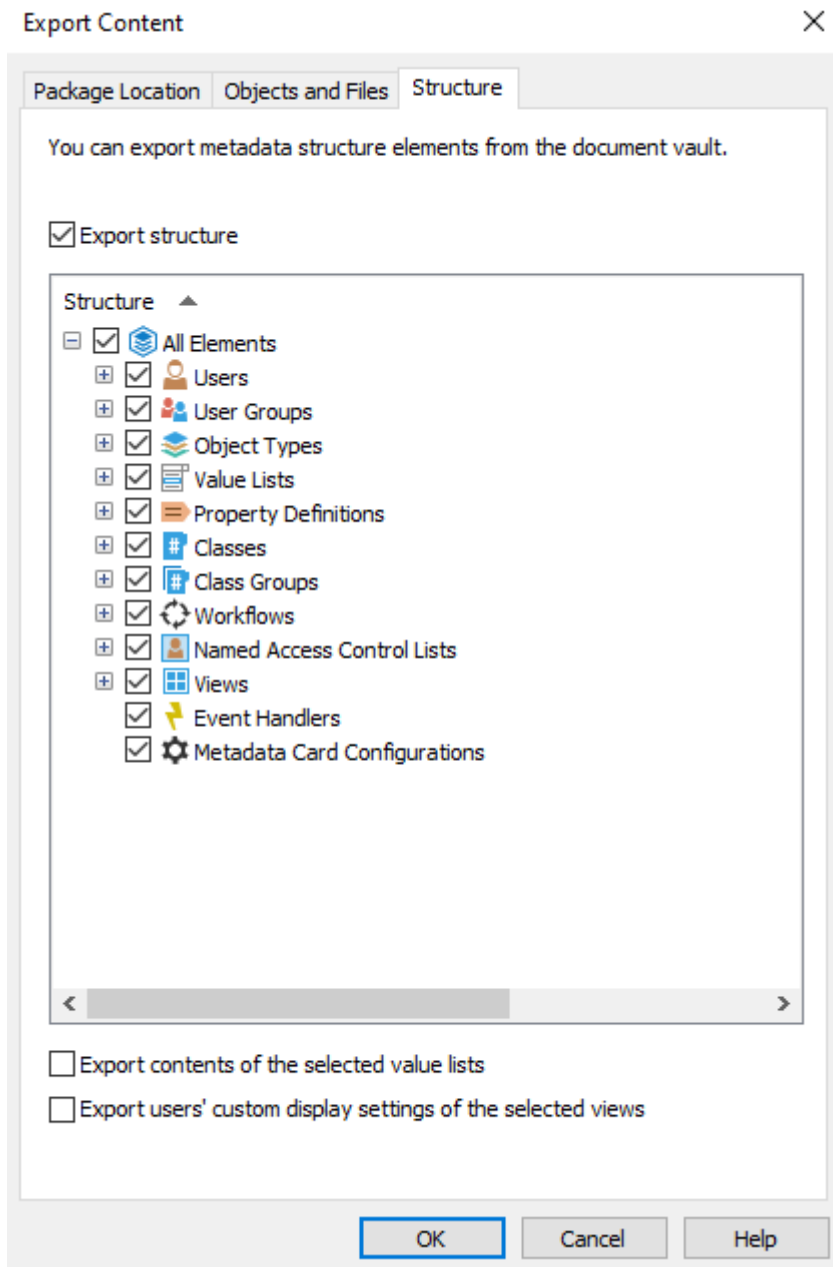 Export Content
Package Location
Objects and Files
Structure
You can export metadata structure elements from the document vault.
Export structure
Structure
All Elements
Users
User Groups
Object Types
Value Lists
Property Definitions
Classes
Class Groups
Workflows
Named Access Control Lists
Views
Event Handlers
Metadata Card Configurations
Export contents of the selected value lists
Export users' custom display settings of the selected views
OK
Cancel
Help